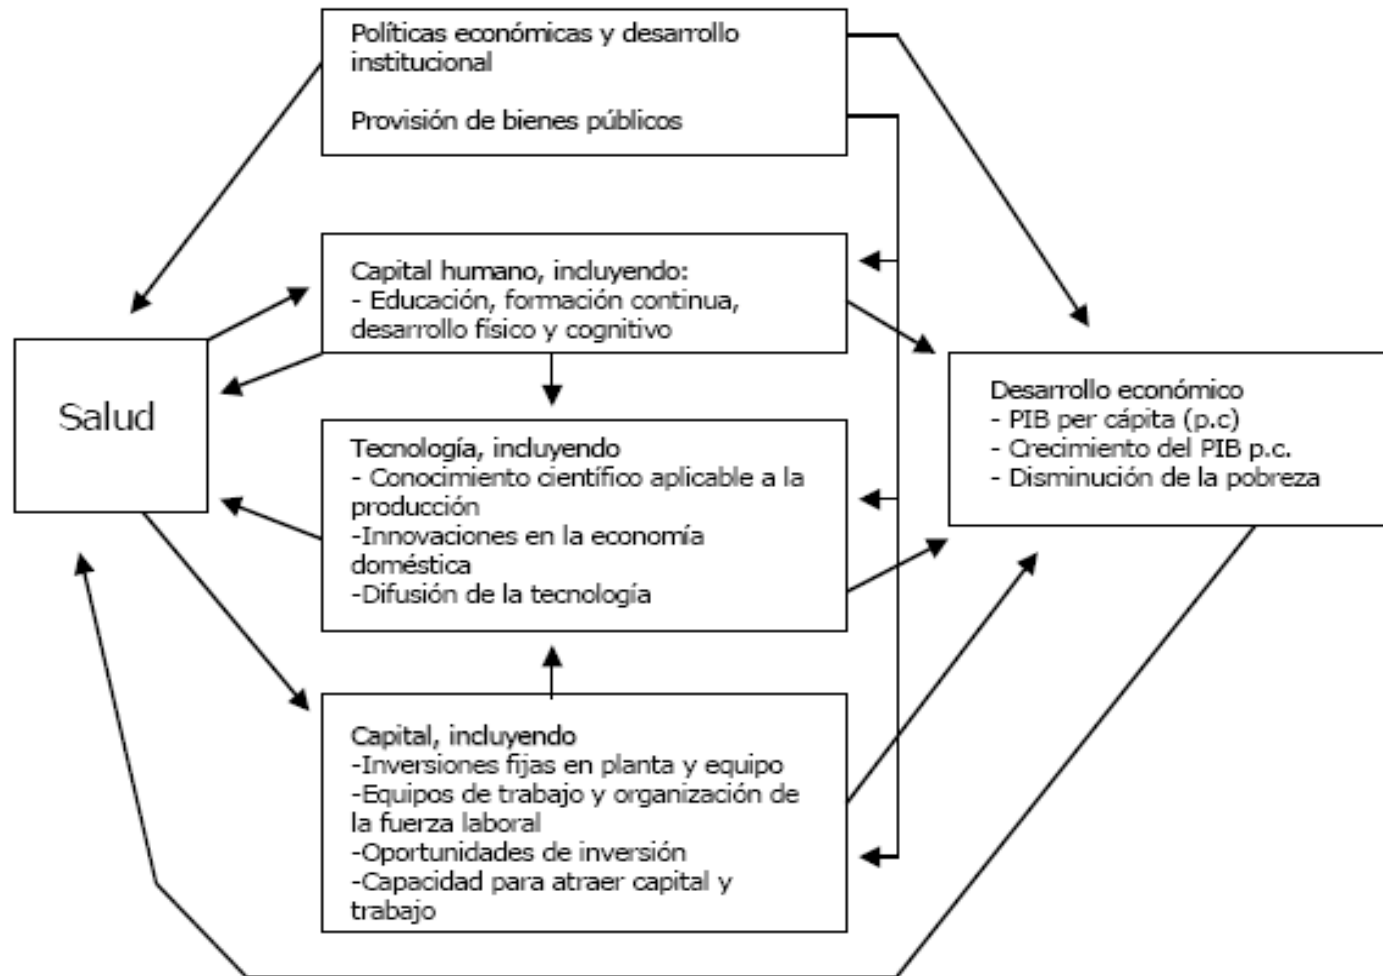 Políticas económicas y desarrollo
institucional
Provisión de bienes públicos
Capital humano, incluyendo:
- Educación, formación continua,
desarrollo físico y cognitivo
Salud
Tecnología, incluyendo
- Conocimiento científico aplicable a la
producción
-Innovaciones en la economía
doméstica
-Difusión de la tecnología
Desarrollo económico
- PIB per cápita (p.c)
- Crecimiento del PIB p.c.
- Disminución de la pobreza
Capital, incluyendo
-Inversiones fijas en planta y equipo
-Equipos de trabajo y organización de
la fuerza laboral
-Oportunidades de inversión
-Capacidad para atraer capital y
trabajo